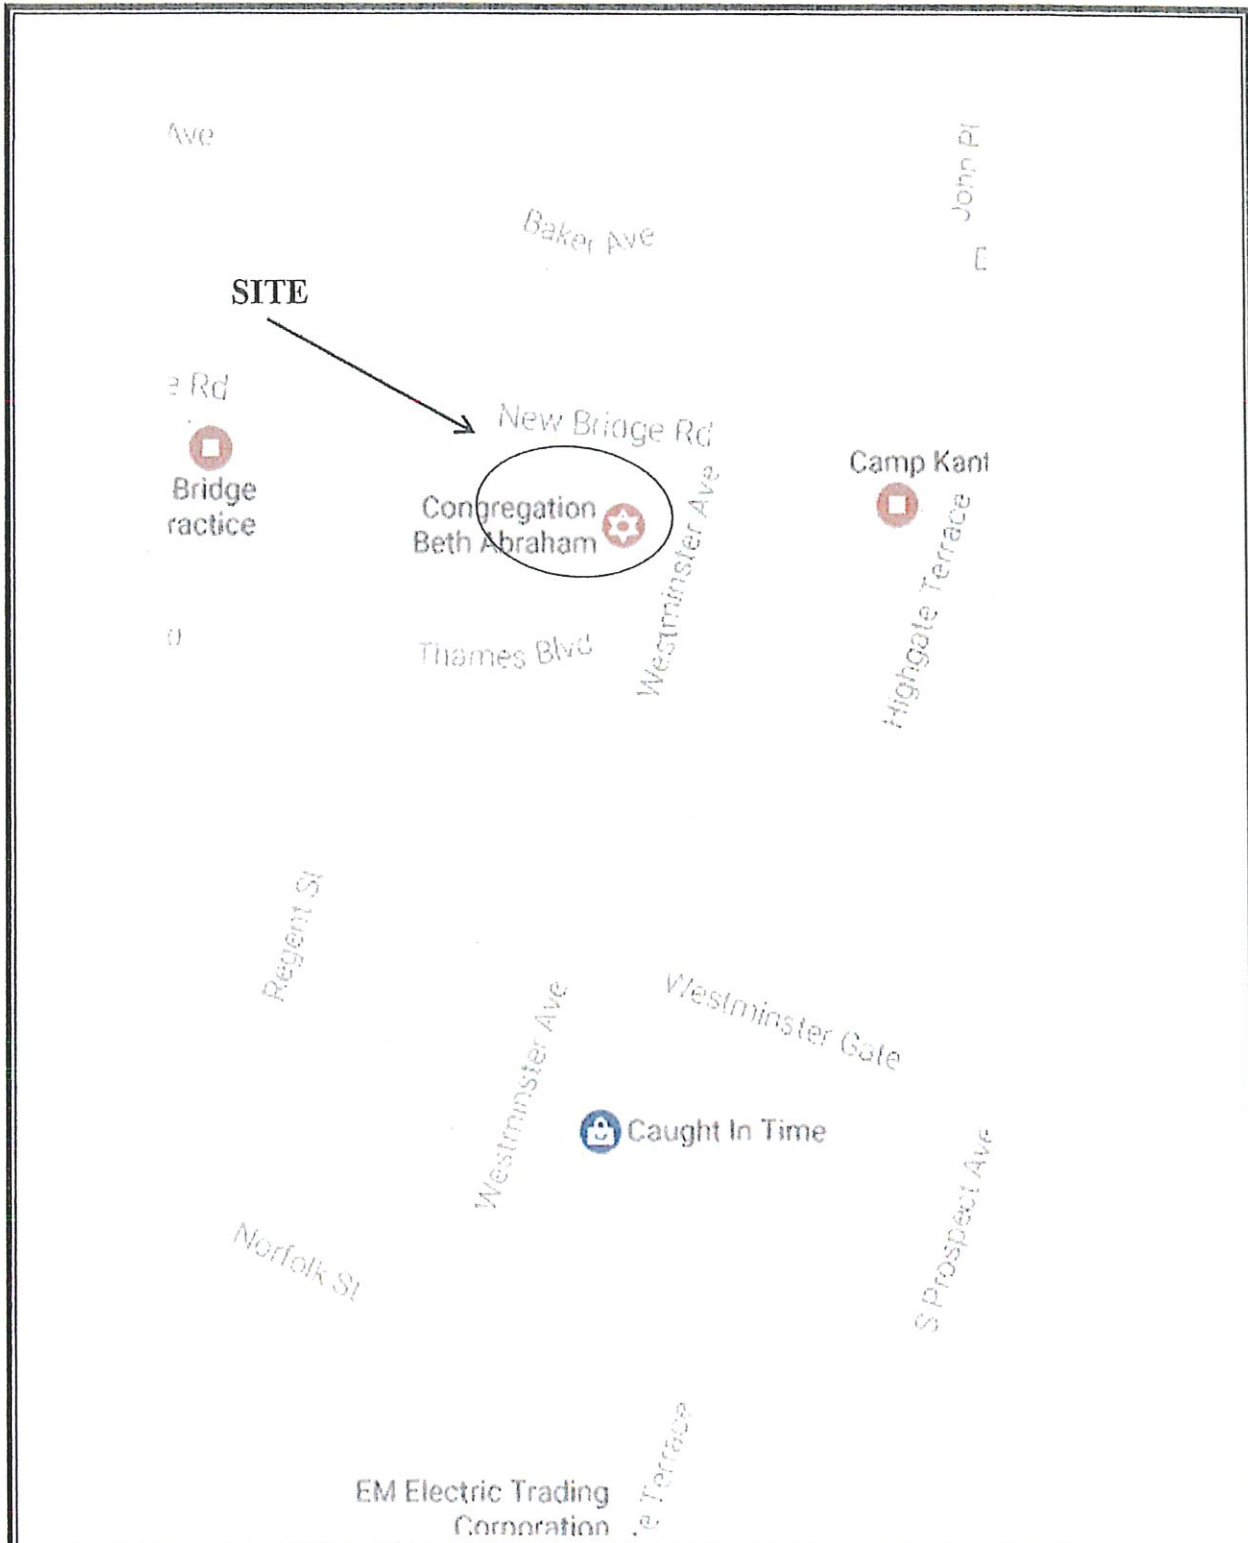 Ave
John Pl
Baker Ave
E
SITE
e Rd
New Bridge Rd
Bridge
ractice
Camp Kant
Congregation
Beth Abraham
Westminster Ave
Highgate Terrace
Thames Blvd
Regent St
Westminster Gate
Westminster Ave
Caught In Time
S Prospect Ave
Norfolk St
e Terrace
EM Electric Trading
Corporation